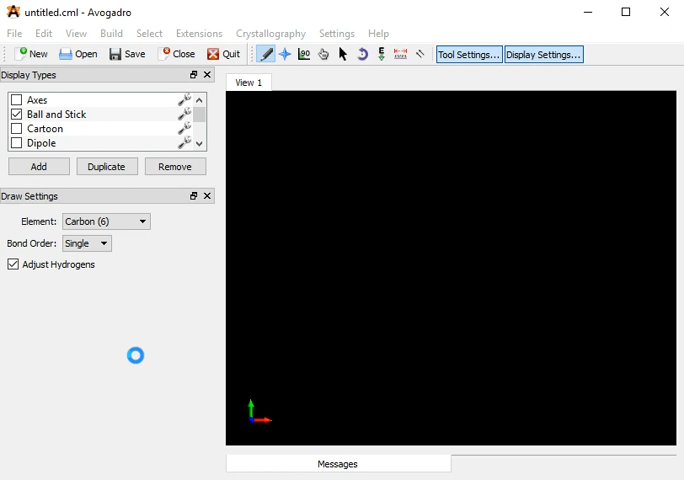 untitled.cml - Avogadro
File Edit View Build Select Extensions Crystallography Settings Help
New Open Save Close Quit Tool Settings... Display Settings...
Display Types
View 1
Axes
Ball and Stick
Cartoon
Dipole
Add Duplicate Remove
Draw Settings
Element: Carbon (6)
Bond Order: Single
Adjust Hydrogens
Messages